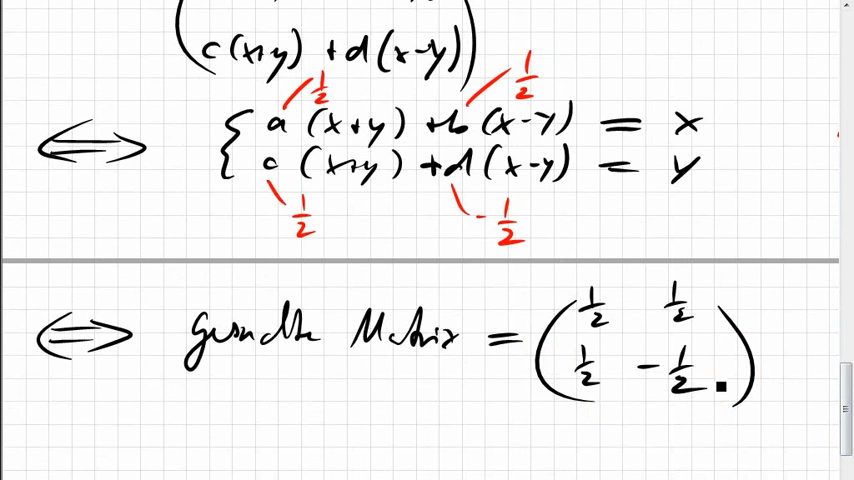 c(x+y) +d(x-y)
1/2 1/2
⟺ { a (x+y) +b (x-y) = x
c (x+y) +d(x-y) = y
1/2 -1/2
⟺ gesuchte Matrix = ( 1/2 1/2
1/2 -1/2 )